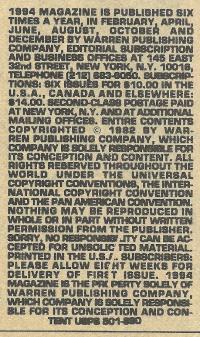 1994 MAGAZINE IS PUBLISHED SIX
TIMES A YEAR, IN FEBRUARY, APRIL,
JUNE, AUGUST, OCTOBER AND
DECEMBER BY WARREN PUBLISHING
COMPANY, EDITORIAL SUBSCRIPTION
AND BUSINESS OFFICES AT 145 EAST
32nd STREET, NEW YORK, N.Y. 10016.
TELEPHONE (212) 683-6050. SUBSCRIP-
TIONS: SIX ISSUES FOR $10.00 IN THE
U.S.A., CANADA AND ELSEWHERE:
$14.00. SECOND-CLASS POSTAGE PAID
AT NEW YORK, N.Y. AND AT ADDITIONAL
MAILING OFFICES. ENTIRE CONTENTS
COPYRIGHTED © 1982 BY WAR-
REN PUBLISHING COMPANY, WHICH
COMPANY IS SOLELY RESPONSIBLE FOR
ITS CONCEPTION AND CONTENT. ALL
RIGHTS RESERVED THROUGHOUT THE
WORLD UNDER THE UNIVERSAL
COPYRIGHT CONVENTIONS, THE INTER-
NATIONAL COPYRIGHT CONVENTION
AND THE PAN AMERICAN CONVENTION.
NOTHING MAY BE REPRODUCED IN
WHOLE OR IN PART WITHOUT WRITTEN
PERMISSION FROM THE PUBLISHER.
SORRY, NO RESPONSIBILITY CAN BE AC-
CEPTED FOR UNSOLICITED MATERIAL.
PRINTED IN THE U.S.A. SUBSCRIBERS:
PLEASE ALLOW EIGHT WEEKS FOR
DELIVERY OF FIRST ISSUE. 1994
MAGAZINE IS THE PROPERTY SOLELY OF
WARREN PUBLISHING COMPANY,
WHICH COMPANY IS SOLELY RESPONSI-
BLE FOR ITS CONCEPTION AND CON-
TENT USPS